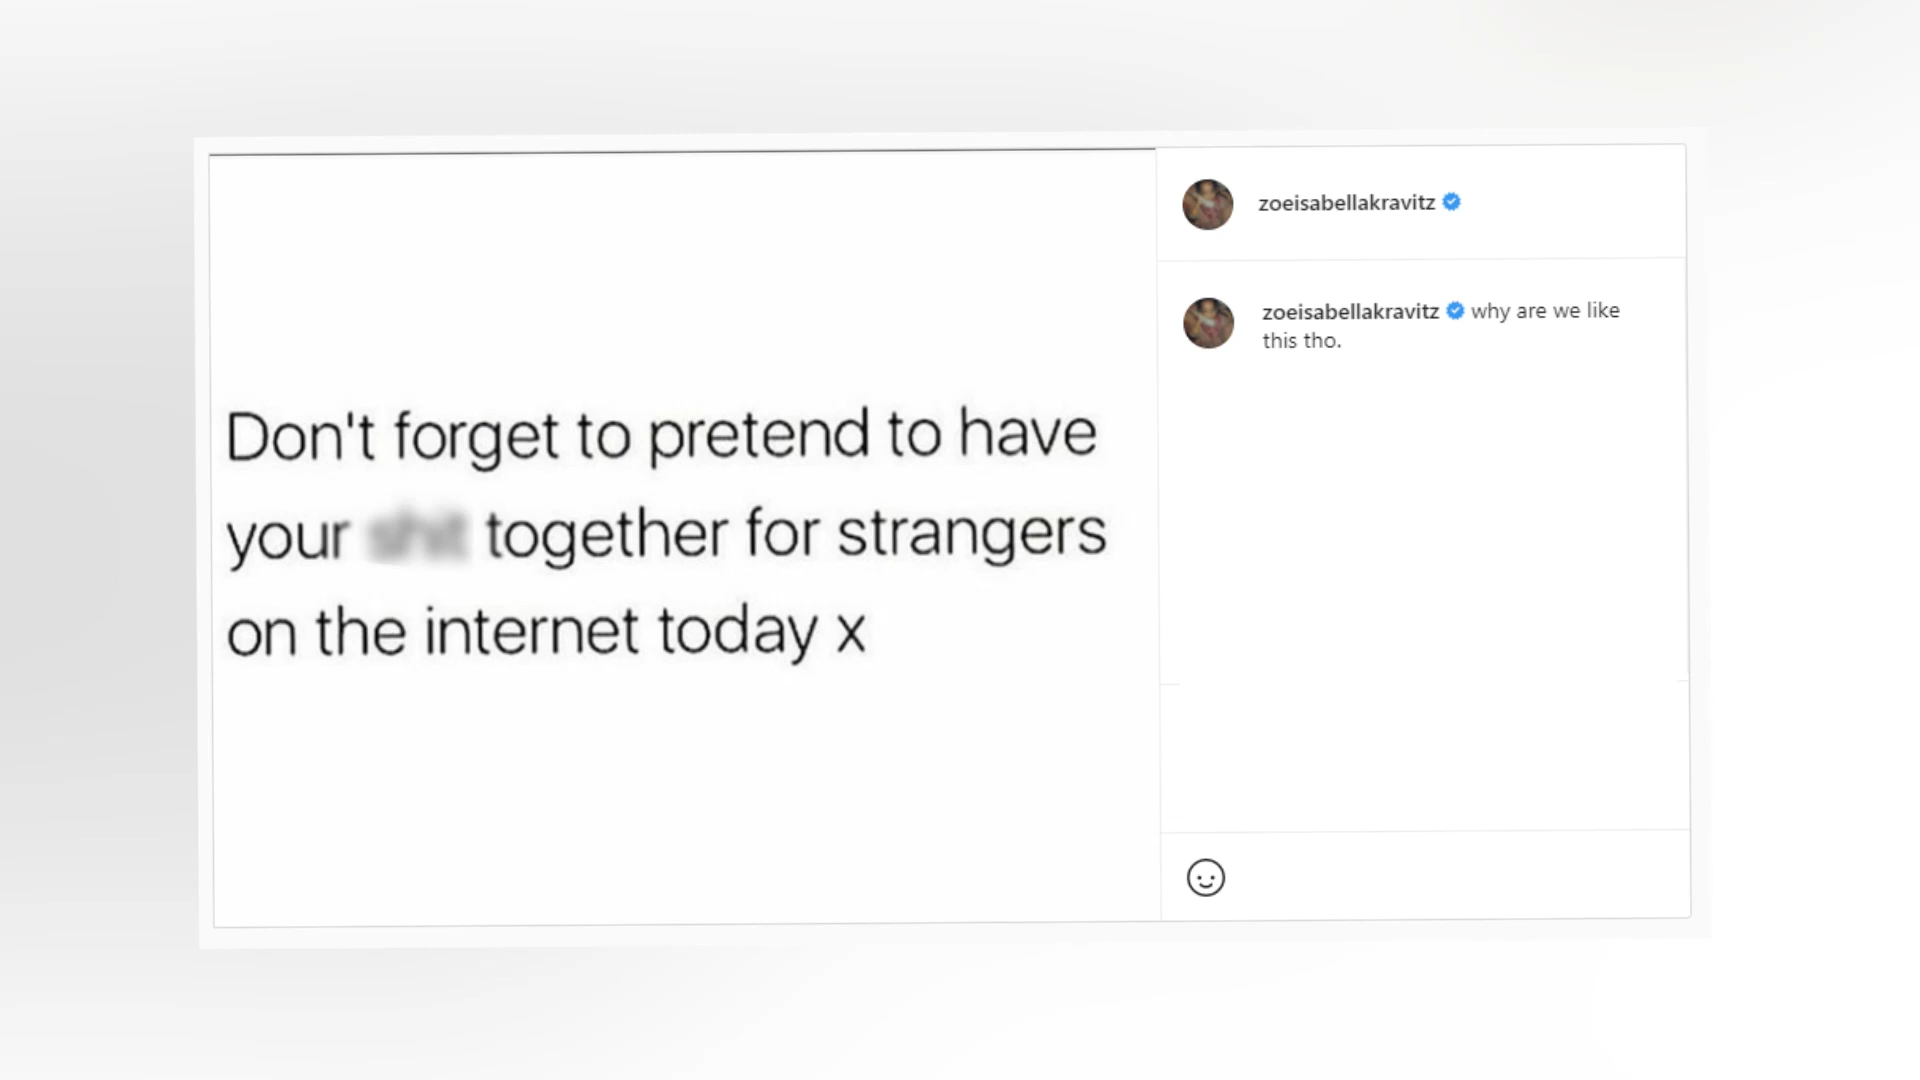 Don't forget to pretend to have
your shit together for strangers
on the internet today x
zoeisabellakravitz
zoeisabellakravitz why are we like
this tho.